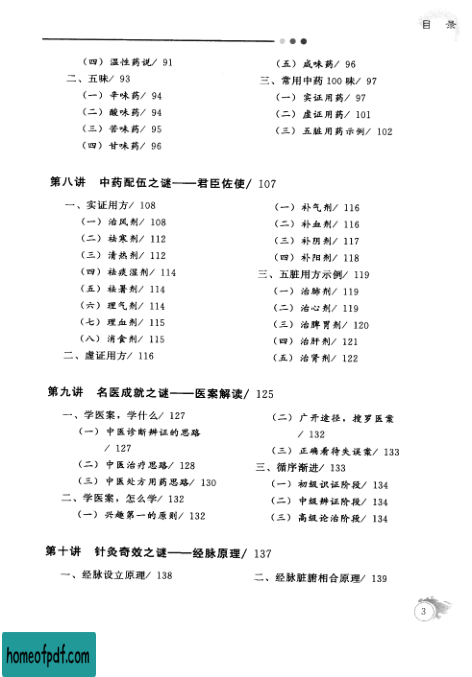 目 录
（四）温性药说/ 91
二、五味/ 93
（一）辛味药/ 94
（二）酸味药/ 94
（三）苦味药/ 95
（四）甘味药/ 96
（五）咸味药/ 96
三、常用中药 100 味/ 97
（一）实证用药/ 97
（二）虚证用药/ 101
（三）五脏用药示例/ 102
第八讲 中药配伍之谜——君臣佐使/ 107
一、实证用方/ 108
（一）治风剂/ 108
（二）祛寒剂/ 112
（三）清热剂/ 112
（四）祛痰湿剂/ 114
（五）祛暑剂/ 114
（六）理气剂/ 114
（七）理血剂/ 115
（八）消食剂/ 115
二、虚证用方/ 116
（一）补气剂/ 116
（二）补血剂/ 116
（三）补阴剂/ 117
（四）补阳剂/ 118
三、五脏用方示例/ 119
（一）治肺剂/ 119
（二）治心剂/ 119
（三）治脾胃剂/ 120
（四）治肝剂/ 121
（五）治肾剂/ 122
第九讲 名医成就之谜——医案解读/ 125
一、学医案，学什么/ 127
（一）中医诊断辨证的思路
/ 127
（二）中医治疗思路/ 128
（三）中医处方用药思路/ 130
二、学医案，怎么学/ 132
（一）兴趣第一的原则/ 132
（二）广开途径，搜罗医案
/ 132
（三）正确看待失误案/ 133
三、循序渐进/ 133
（一）初级识证阶段/ 134
（二）中级辨证阶段/ 134
（三）高级论治阶段/ 134
第十讲 针灸奇效之谜——经脉原理/ 137
一、经脉设立原理/ 138
二、经脉脏腑相合原理/ 139
3
homeofpdf.com